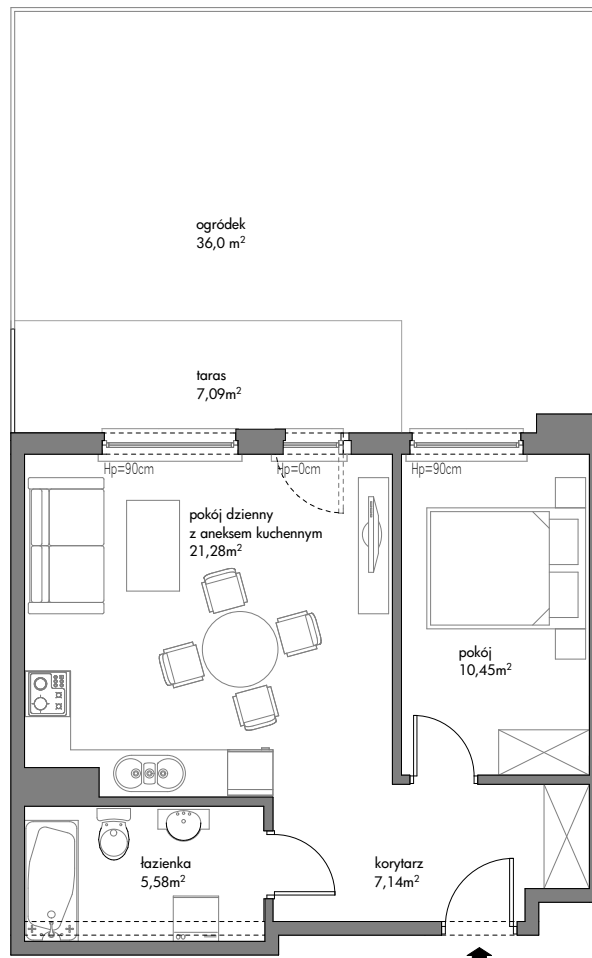 ogródek
36,0 m²
taras
7,09m²
Hp=90cm
Hp=0cm
Hp=90cm
pokój dzienny
z aneksem kuchennym
21,28m²
pokój
10,45m²
łazienka
5,58m²
korytarz
7,14m²